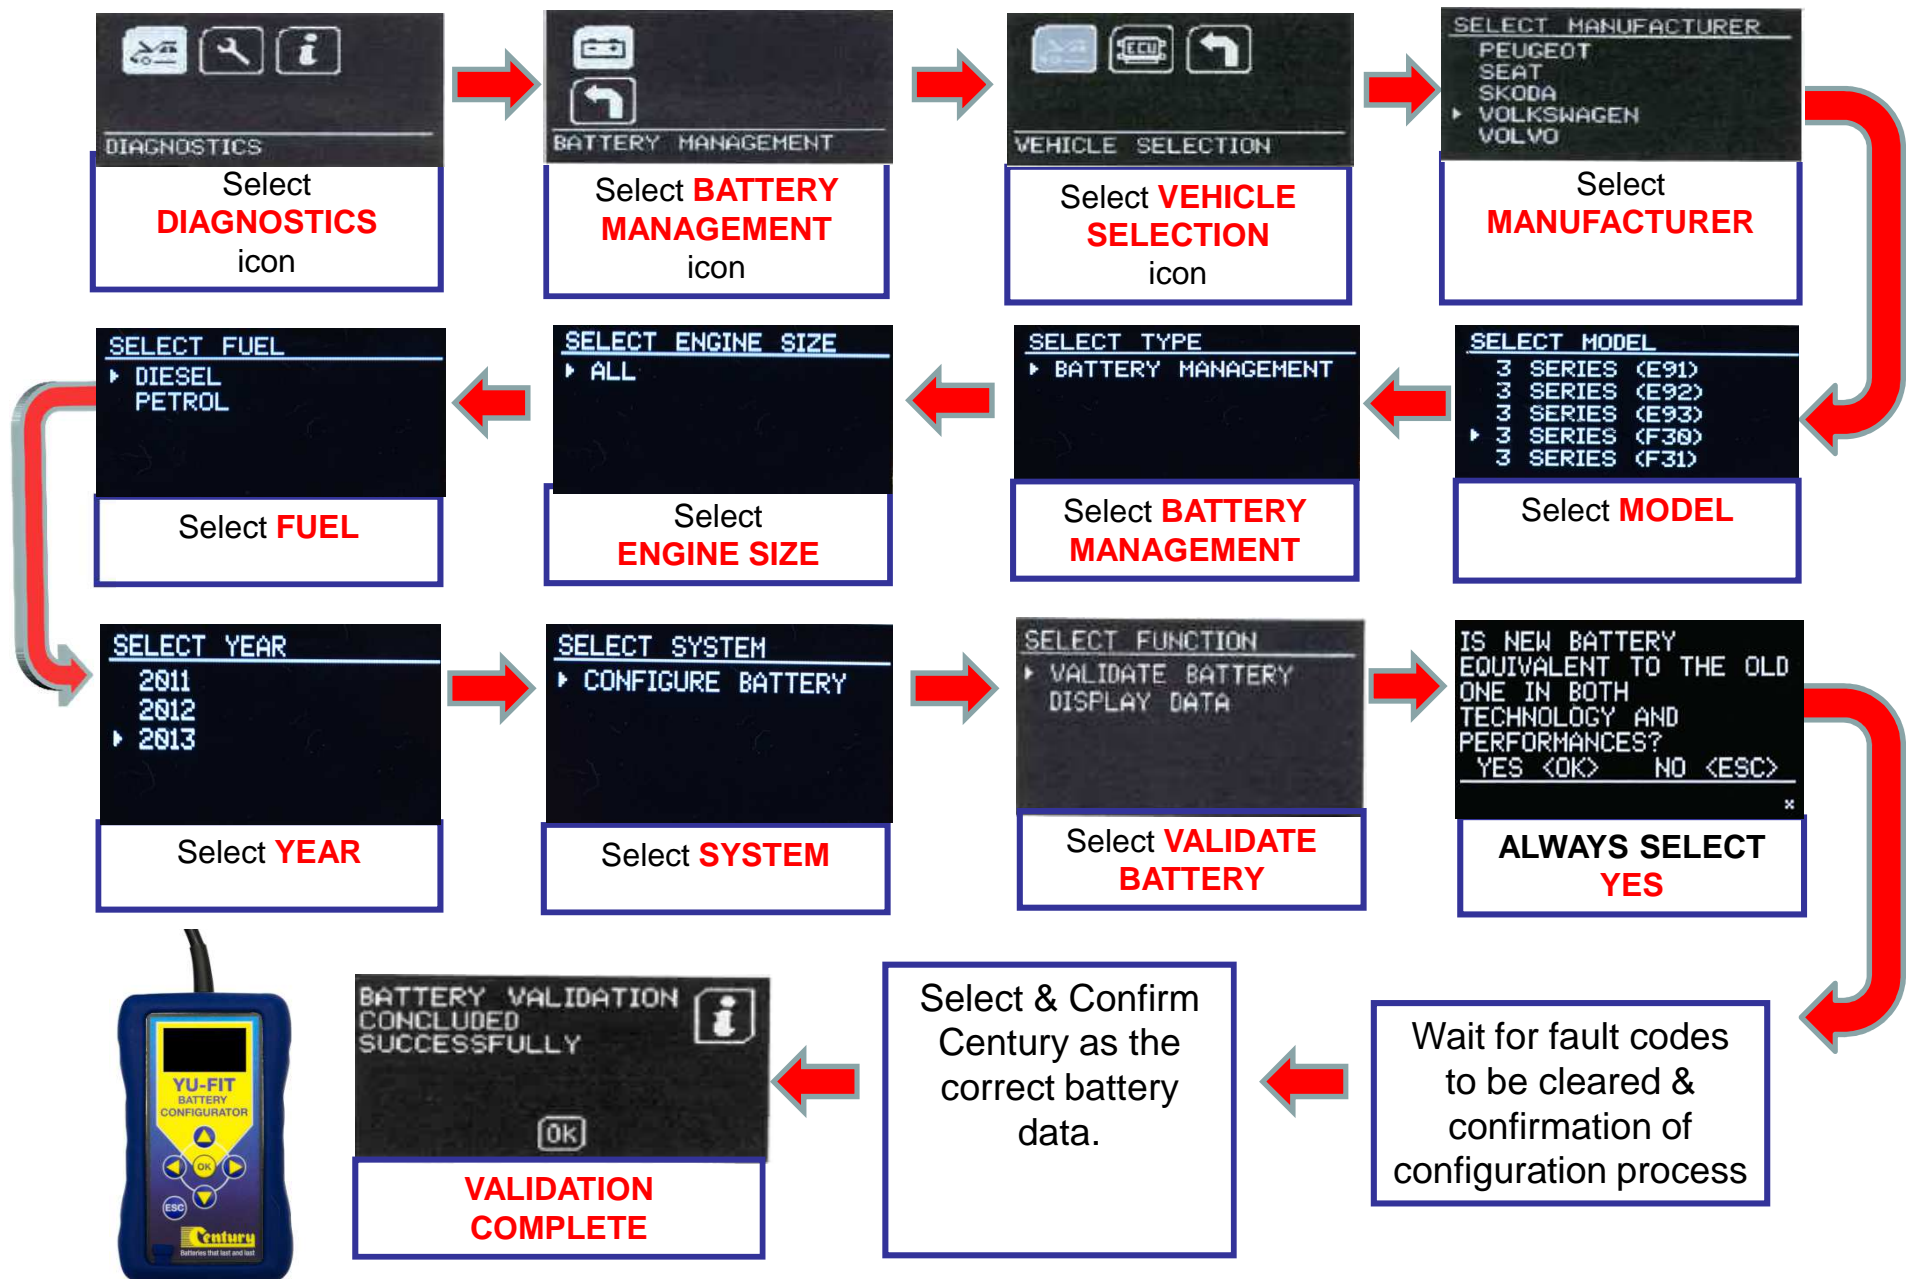 DIAGNOSTICS
Select
DIAGNOSTICS
icon
BATTERY MANAGEMENT
Select BATTERY
MANAGEMENT
icon
ECU
VEHICLE SELECTION
Select VEHICLE
SELECTION
icon
SELECT MANUFACTURER
PEUGEOT
SEAT
SKODA
VOLKSWAGEN
VOLVO
Select
MANUFACTURER
SELECT MODEL
3 SERIES (E91)
3 SERIES (E92)
3 SERIES (E93)
3 SERIES (F30)
3 SERIES (F31)
Select MODEL
SELECT TYPE
BATTERY MANAGEMENT
Select BATTERY
MANAGEMENT
SELECT ENGINE SIZE
ALL
Select
ENGINE SIZE
SELECT FUEL
DIESEL
PETROL
Select FUEL
SELECT YEAR
2011
2012
2013
Select YEAR
SELECT SYSTEM
CONFIGURE BATTERY
Select SYSTEM
SELECT FUNCTION
VALIDATE BATTERY
DISPLAY DATA
Select VALIDATE
BATTERY
IS NEW BATTERY
EQUIVALENT TO THE OLD
ONE IN BOTH
TECHNOLOGY AND
PERFORMANCES?
YES <OK> NO <ESC>
x
ALWAYS SELECT
YES
Wait for fault codes
to be cleared &
confirmation of
configuration process
Select & Confirm
Century as the
correct battery
data.
BATTERY VALIDATION
CONCLUDED
SUCCESSFULLY
i
OK
VALIDATION
COMPLETE
YU-FIT
BATTERY
CONFIGURATOR
OK
ESC
Century
Batteries that last and last